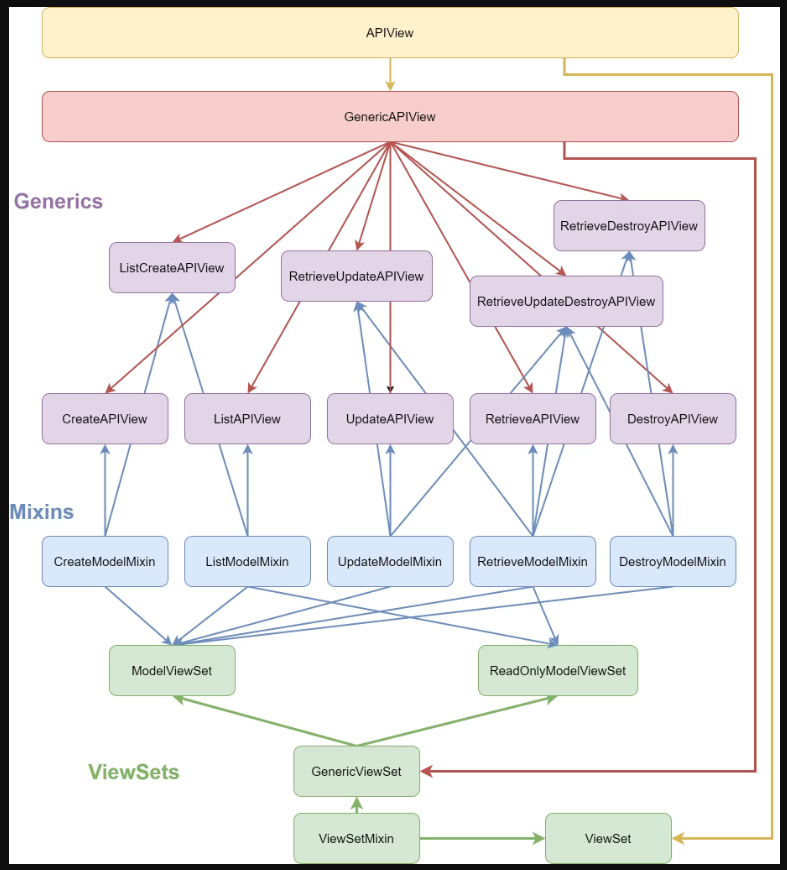 APIView
GenericAPIView
Generics
RetrieveDestroyAPIView
ListCreateAPIView
RetrieveUpdateAPIView
RetrieveUpdateDestroyAPIView
CreateAPIView
ListAPIView
UpdateAPIView
RetrieveAPIView
DestroyAPIView
Mixins
CreateModelMixin
ListModelMixin
UpdateModelMixin
RetrieveModelMixin
DestroyModelMixin
ModelViewSet
ReadOnlyModelViewSet
ViewSets
GenericViewSet
ViewSetMixin
ViewSet